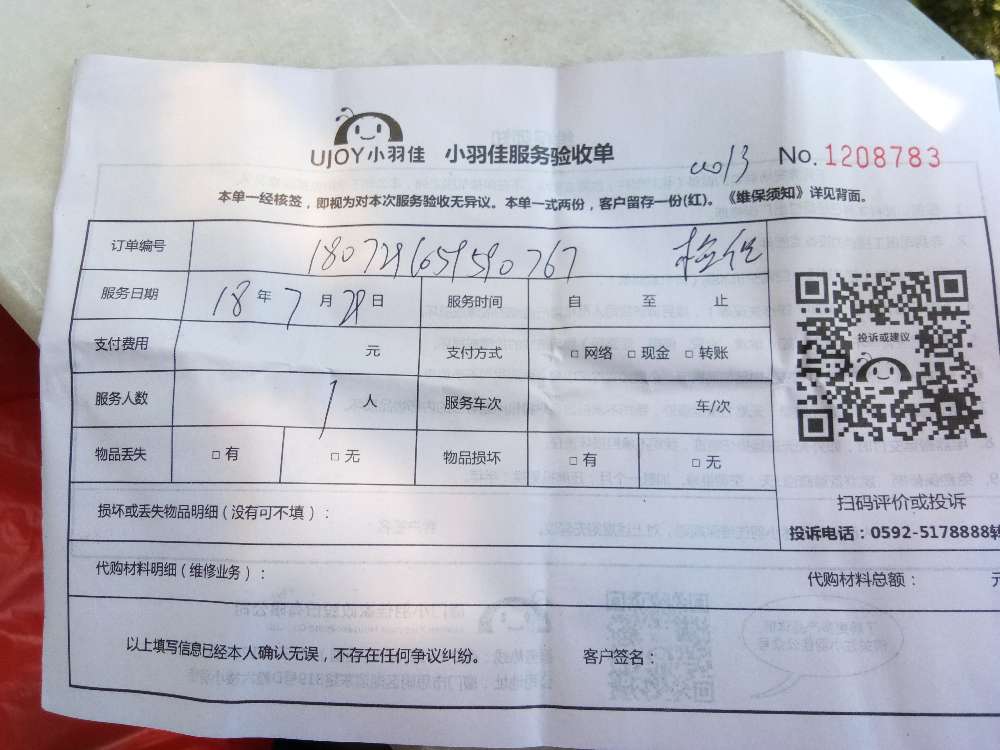 UJOY小羽佳 小羽佳服务验收单 No. 1208783
本单一经核签，即视为对本次服务验收无异议。本单一式两份，客户留存一份(红)。《维保须知》详见背面。
订单编号
服务日期 18 年 7 月 28 日 服务时间 自 至 止
支付费用 元 支付方式 □ 网络 □ 现金 □ 转账
服务人数 1 人 服务车次 车/次
物品丢失 □ 有 □ 无 物品损坏 □ 有 □ 无
投诉或建议
扫码评价或投诉
投诉电话：0592-5178888转
损坏或丢失物品明细（没有可不填）：
代购材料明细（维修业务）： 代购材料总额： 元
以上填写信息已经本人确认无误，不存在任何争议纠纷。 客户签名：